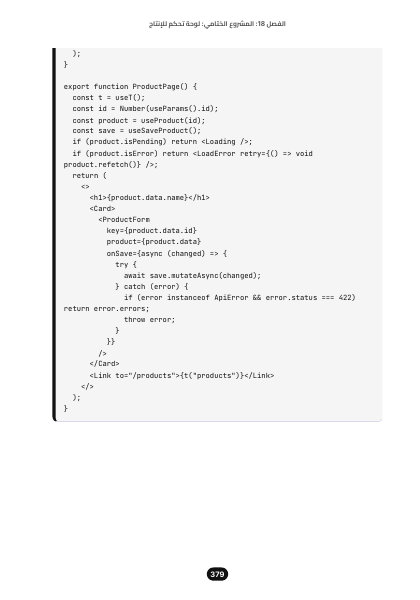 الفصل 18: المشروع الختامي: لوحة تحكم للإنتاج
  );
}

export function ProductPage() {
  const t = useT();
  const id = Number(useParams().id);
  const product = useProduct(id);
  const save = useSaveProduct();
  if (product.isPending) return <Loading />;
  if (product.isError) return <LoadError retry={() => void
product.refetch()} />;
  return (
    <>
      <h1>{product.data.name}</h1>
      <Card>
        <ProductForm
          key={product.data.id}
          product={product.data}
          onSave={async (changed) => {
            try {
              await save.mutateAsync(changed);
            } catch (error) {
              if (error instanceof ApiError && error.status === 422)
return error.errors;
              throw error;
            }
          }}
        />
      </Card>
      <Link to="/products">{t("products")}</Link>
    </>
  );
}
379